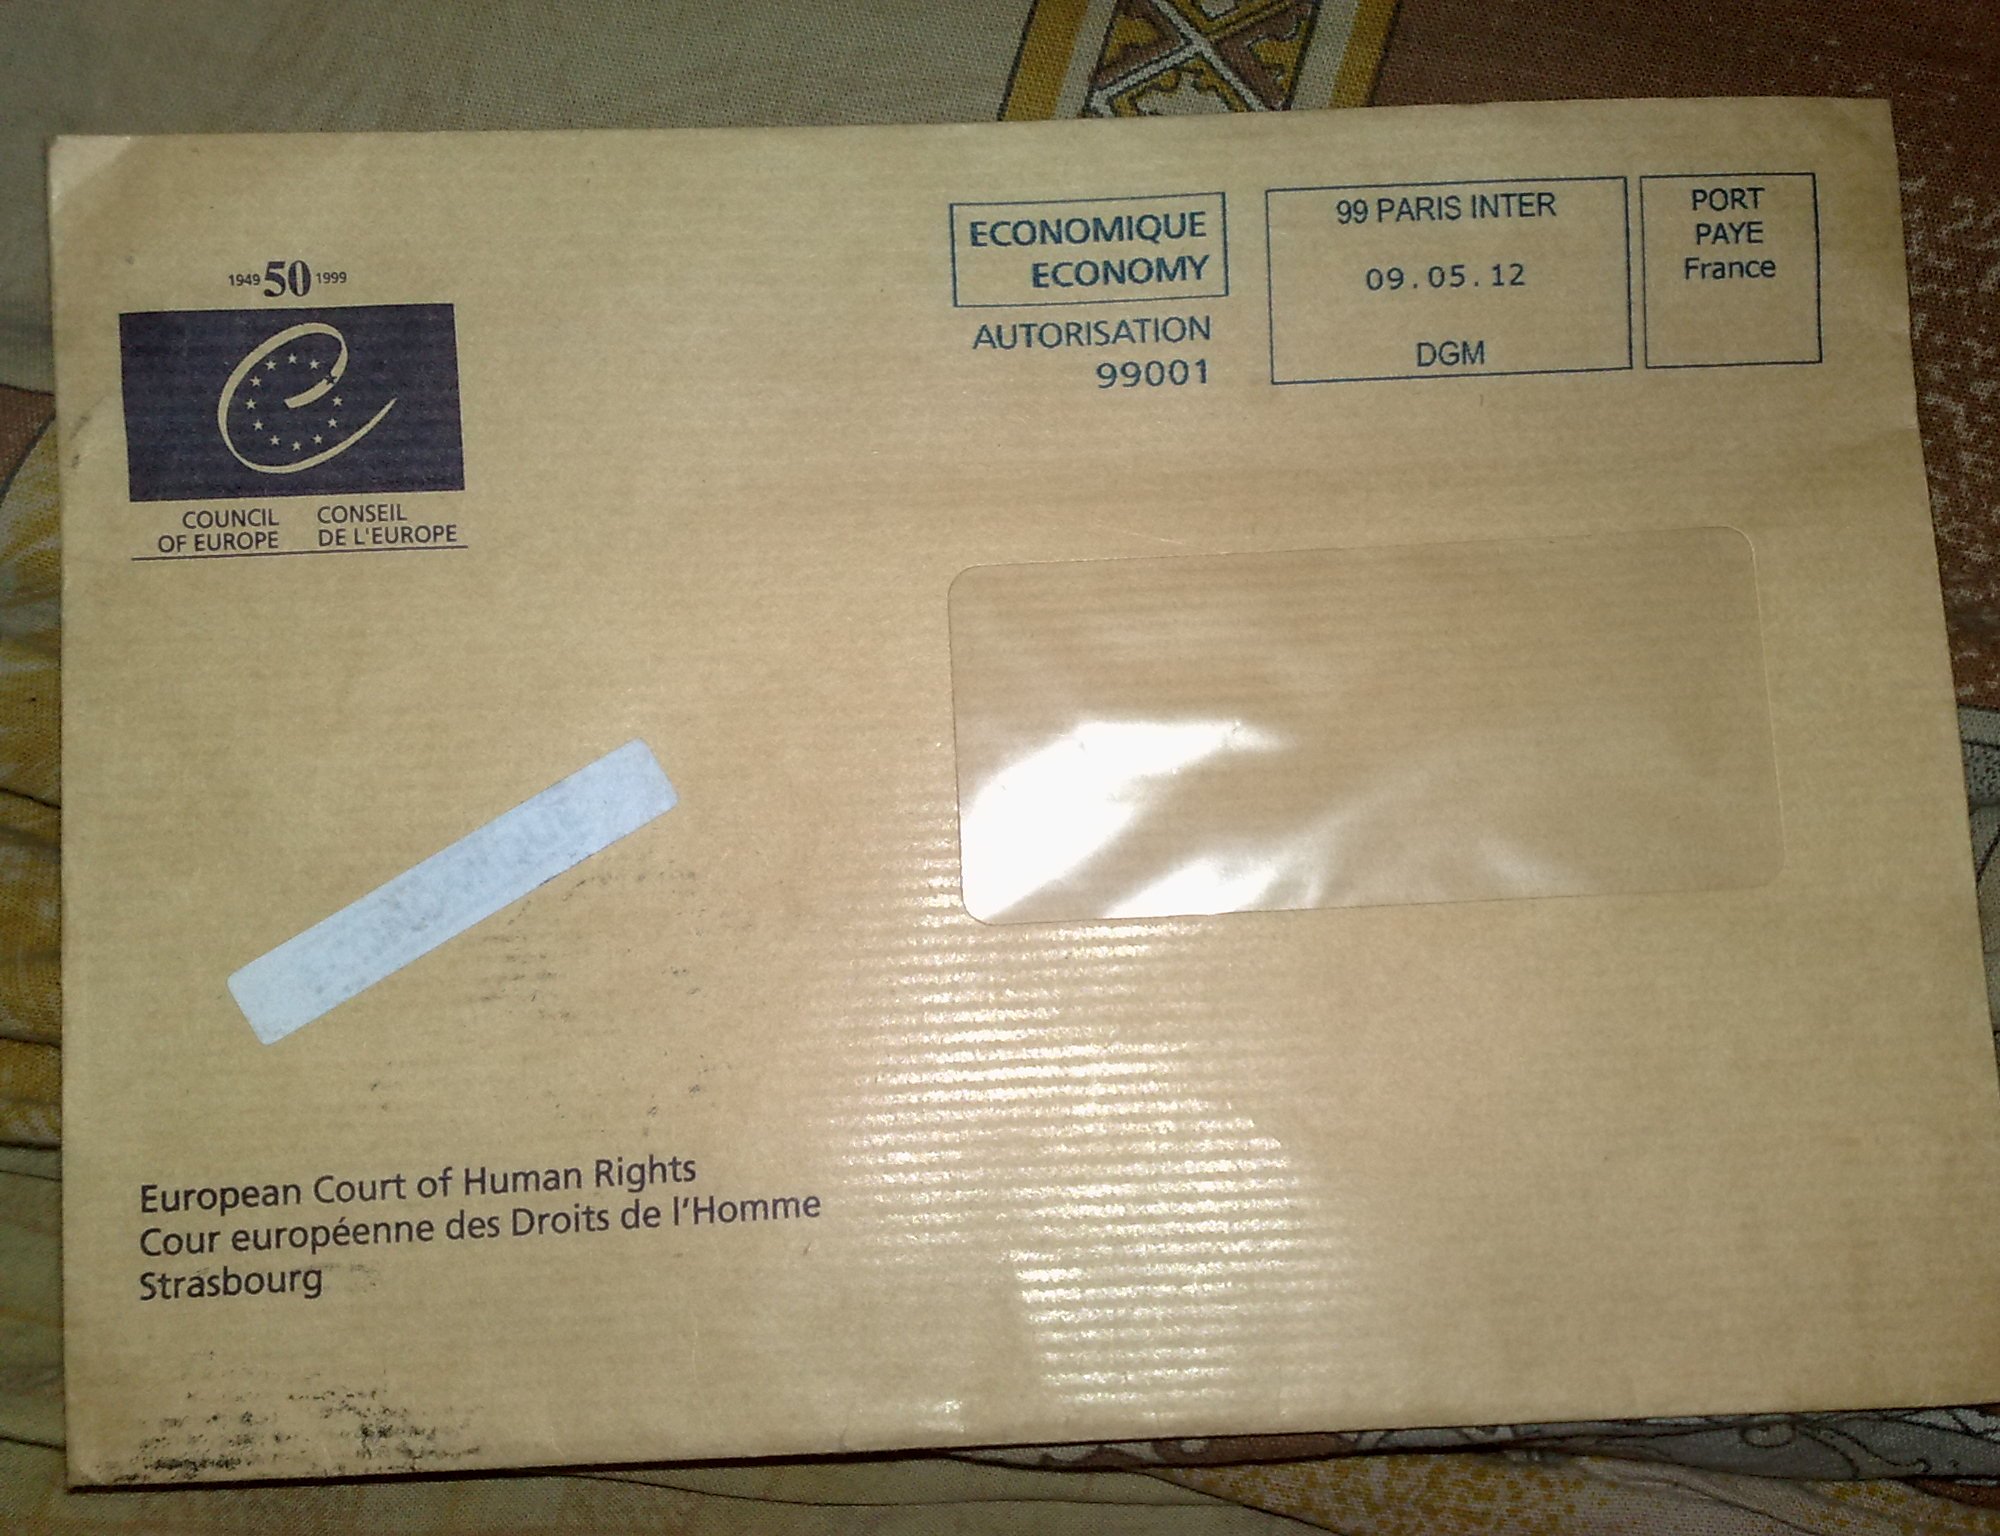 1949 50 1999
COUNCIL OF EUROPE
CONSEIL DE L'EUROPE
ECONOMIQUE
ECONOMY
AUTORISATION
99001
99 PARIS INTER
09.05.12
DGM
PORT
PAYE
France
European Court of Human Rights
Cour européenne des Droits de l'Homme
Strasbourg